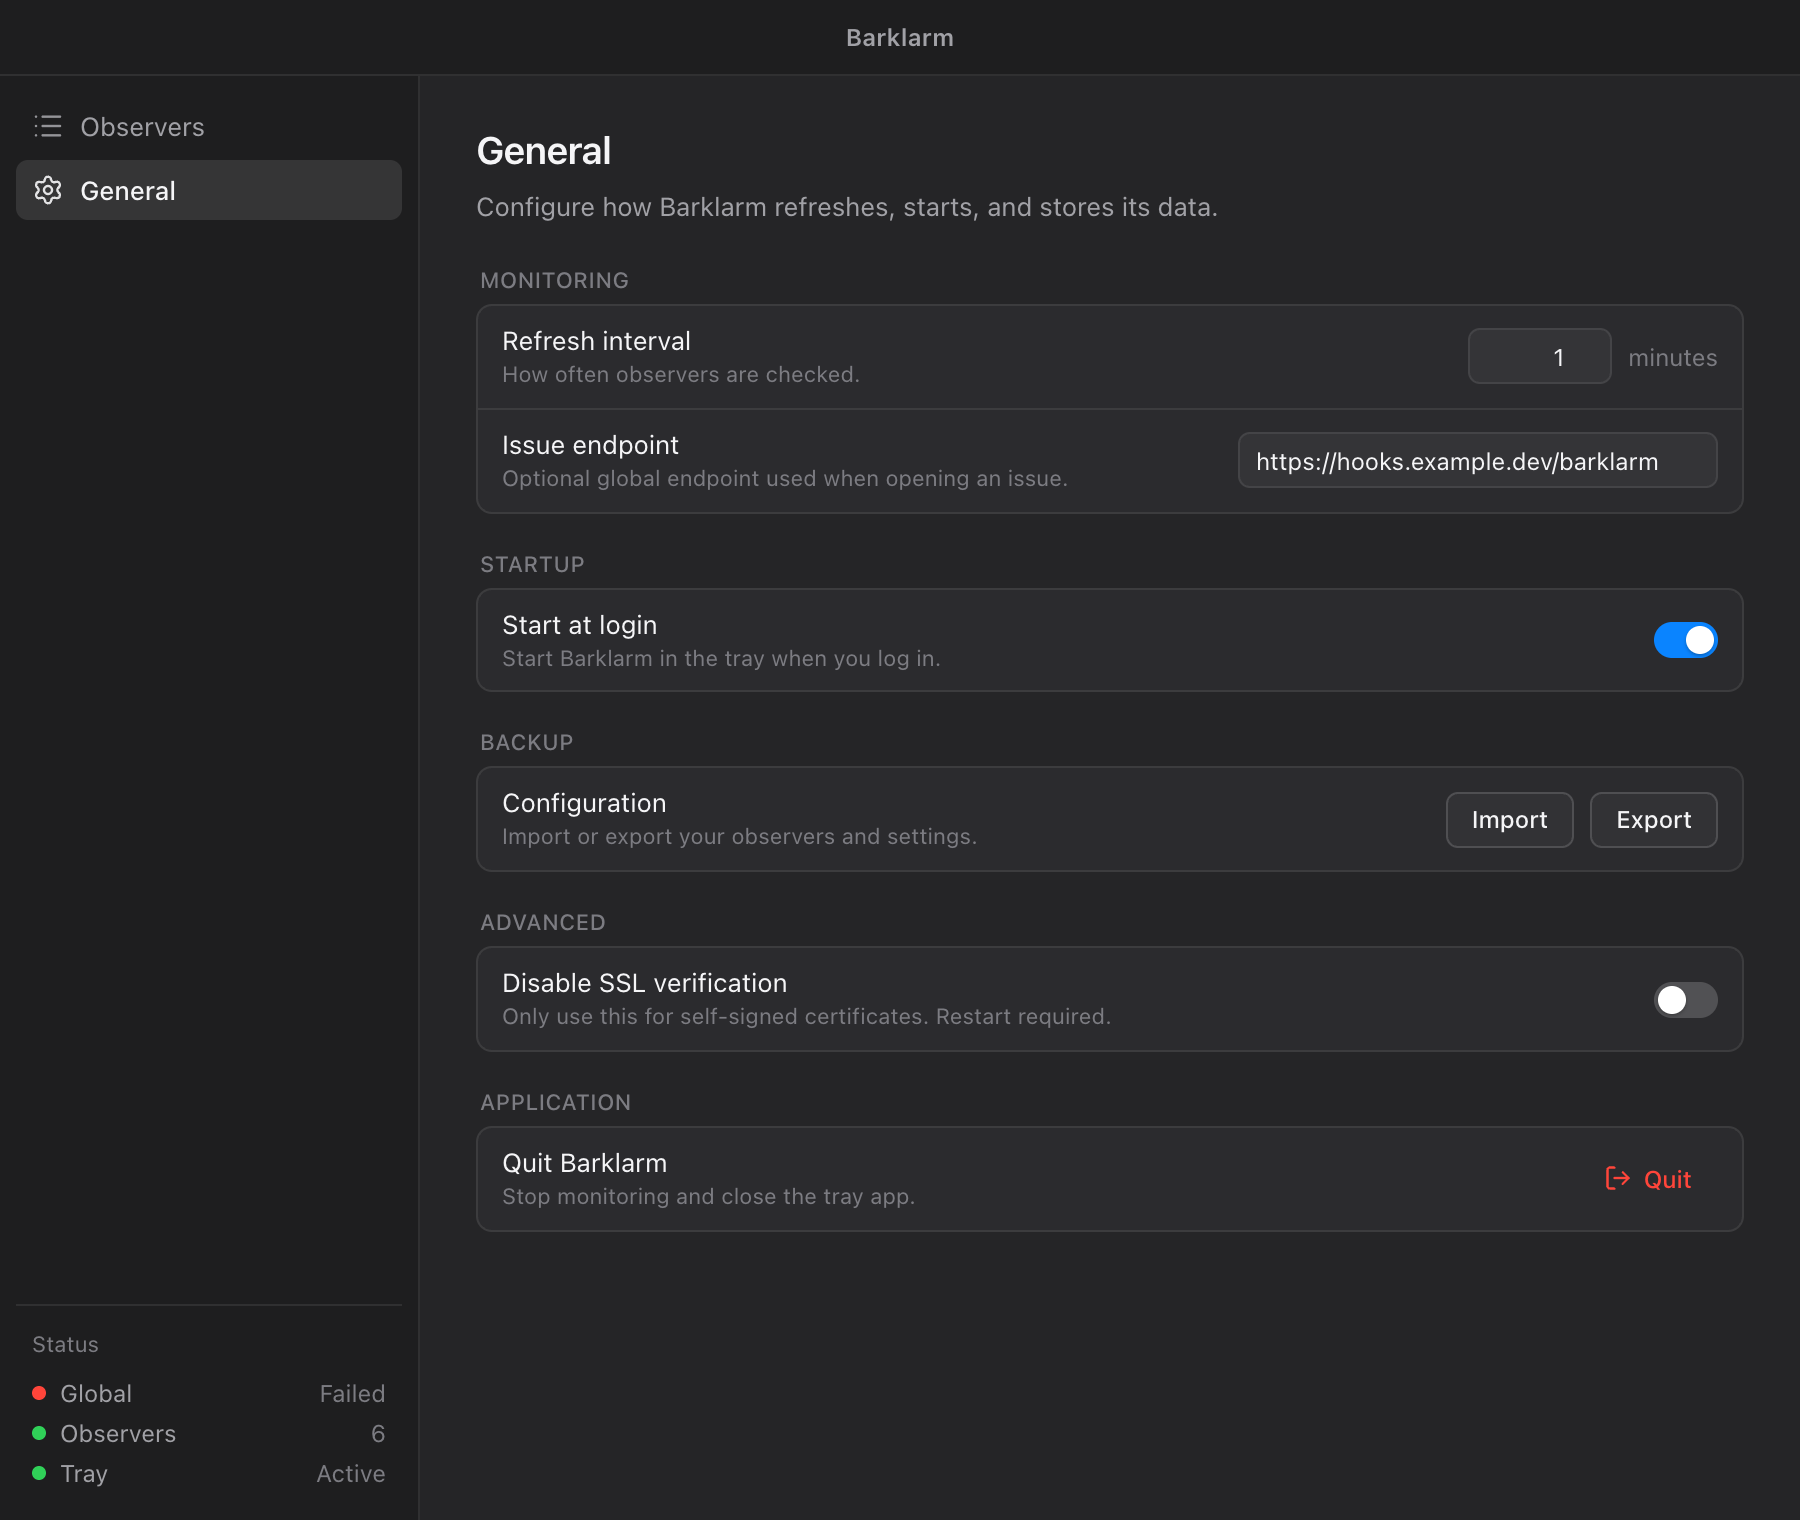 Barklarm
Observers
General
General
Configure how Barklarm refreshes, starts, and stores its data.
MONITORING
Refresh interval
How often observers are checked.
1 minutes
Issue endpoint
Optional global endpoint used when opening an issue.
https://hooks.example.dev/barklarm
STARTUP
Start at login
Start Barklarm in the tray when you log in.
BACKUP
Configuration
Import or export your observers and settings.
Import
Export
ADVANCED
Disable SSL verification
Only use this for self-signed certificates. Restart required.
APPLICATION
Quit Barklarm
Stop monitoring and close the tray app.
Quit
Status
Global Failed
Observers 6
Tray Active